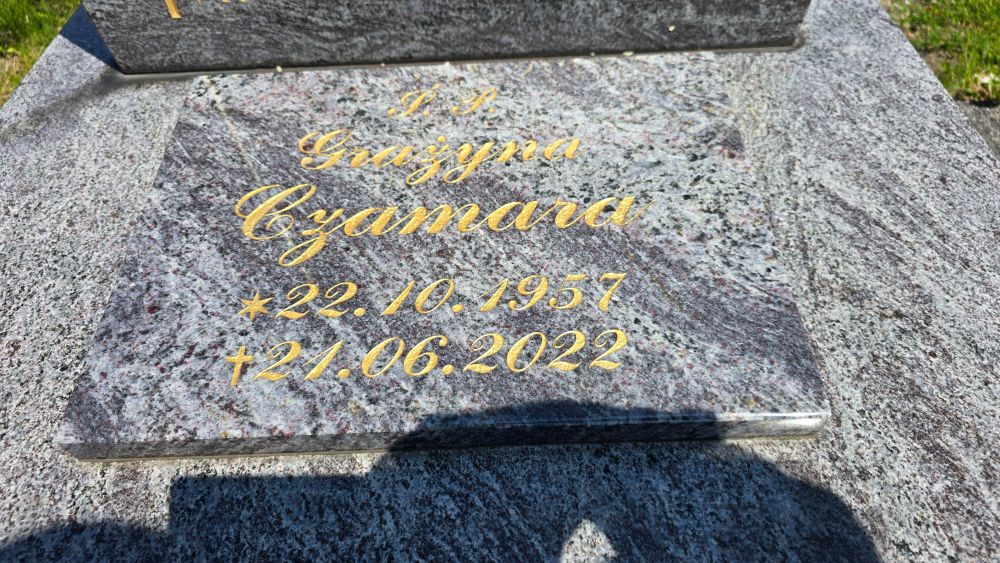 Ś. P.
Grażyna
Czamara
* 22.10.1957
✝ 21.06.2022